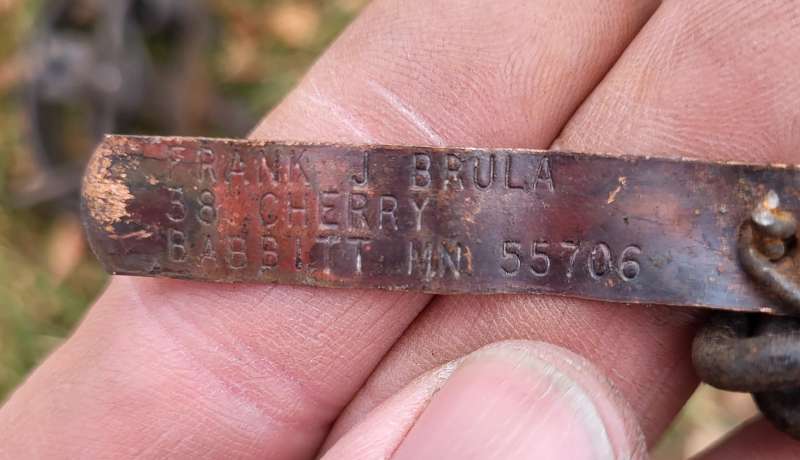 FRANK J BRULA
38 CHERRY
BABBITT MN 55706